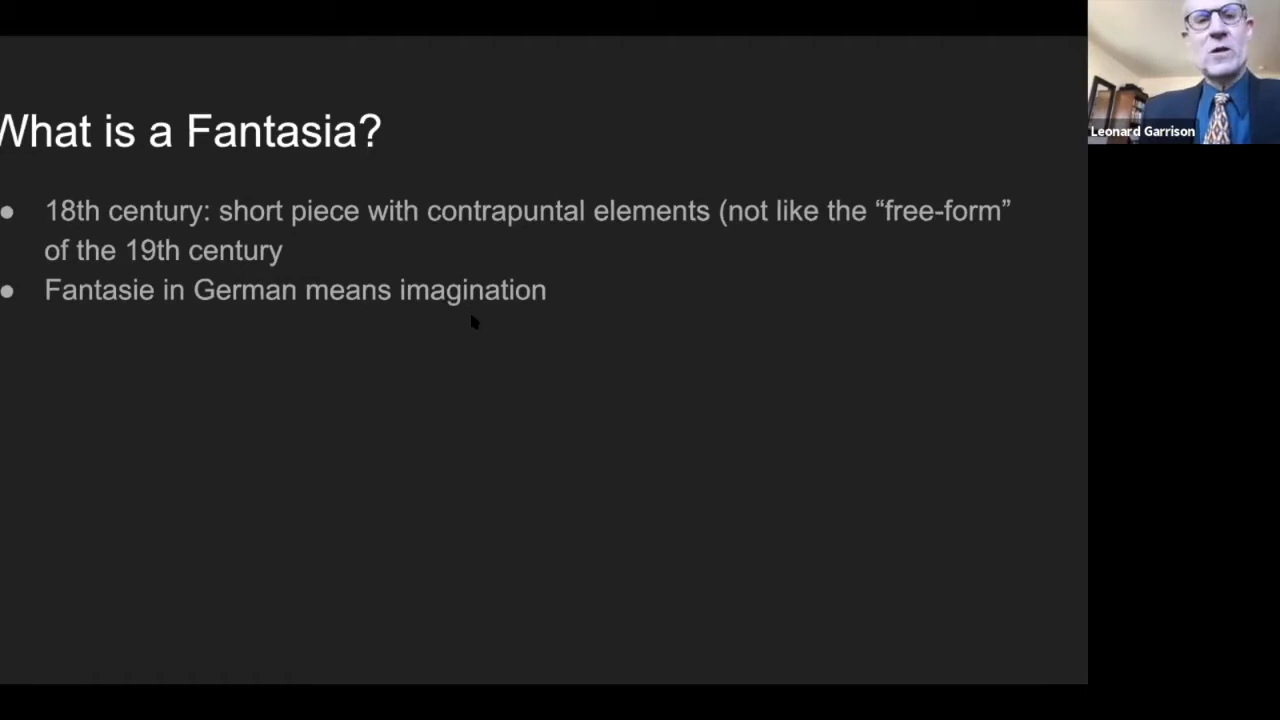 What is a Fantasia?
● 18th century: short piece with contrapuntal elements (not like the “free-form”
of the 19th century
● Fantasie in German means imagination
Leonard Garrison